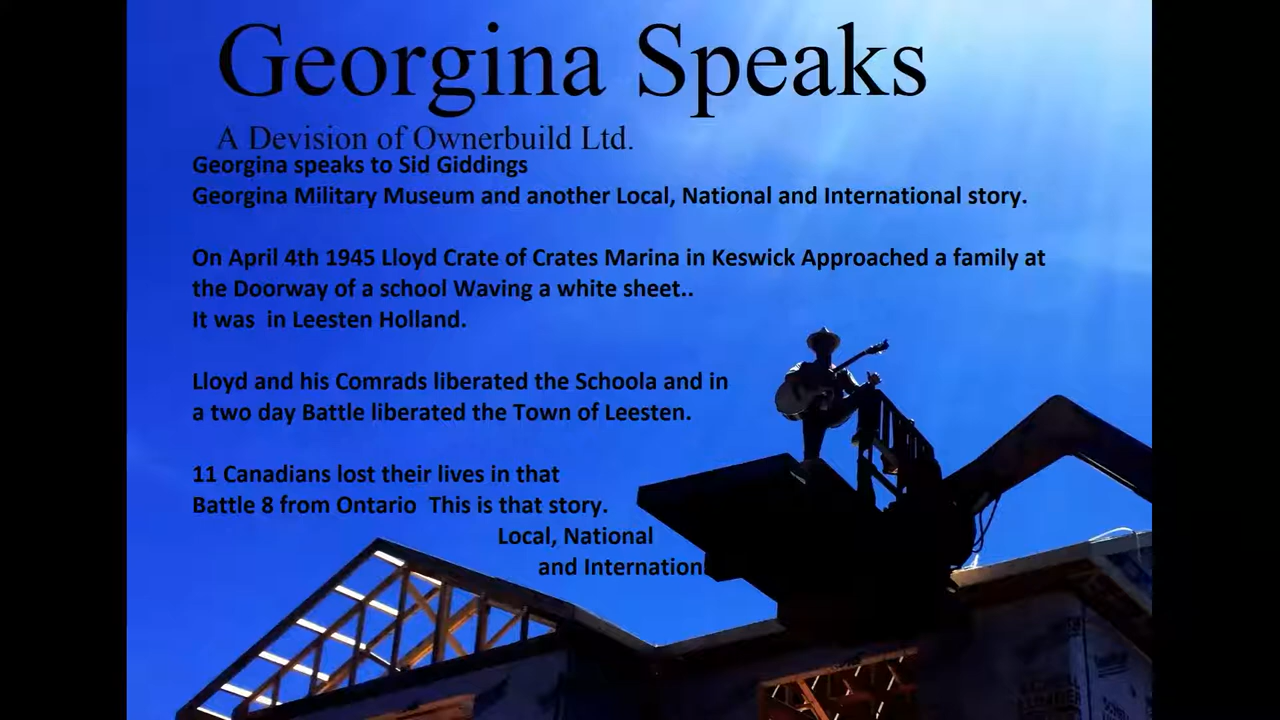 Georgina Speaks
A Devision of Ownerbuild Ltd.
Georgina speaks to Sid Giddings
Georgina Military Museum and another Local, National and International story.
On April 4th 1945 Lloyd Crate of Crates Marina in Keswick Approached a family at
the Doorway of a school Waving a white sheet..
It was in Leesten Holland.
Lloyd and his Comrads liberated the Schoola and in
a two day Battle liberated the Town of Leesten.
11 Canadians lost their lives in that
Battle 8 from Ontario This is that story.
Local, National
and Internation